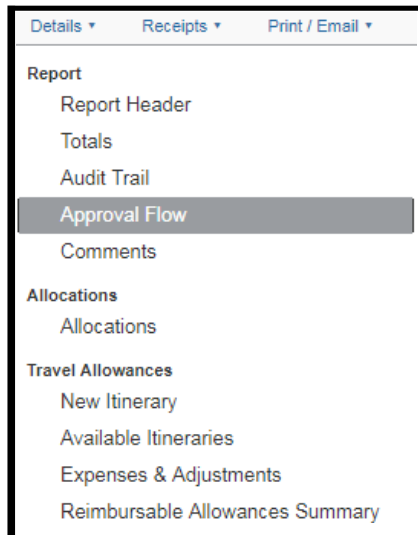 Details ▾ Receipts ▾ Print / Email ▾
Report
Report Header
Totals
Audit Trail
Approval Flow
Comments
Allocations
Allocations
Travel Allowances
New Itinerary
Available Itineraries
Expenses & Adjustments
Reimbursable Allowances Summary